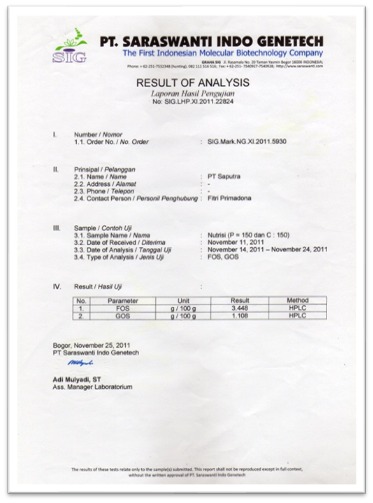 SIG
PT. SARASWANTI INDO GENETECH
The First Indonesian Molecular Biotechnology Company
RESULT OF ANALYSIS
Laporan Hasil Pengujian
No: SIG.LHP.XI.2011.22824
I. Number / Nomor
1.1. Order No. / No. Order : SIG.Mark.NG.XI.2011.5930
II. Prinsipal / Pelanggan
2.1. Name / Name : PT Saputra
2.2. Address / Alamat : -
2.3. Phone / Telepon : -
2.4. Contact Person / Personil Penghubung : Fitri Primadona
III. Sample / Contoh Uji
3.1. Sample Name / Nama : Nutrisi (P = 150 dan C : 150)
3.2. Date of Received / Diterima : November 11, 2011
3.3. Date of Analysis / Tanggal Uji : November 14, 2011 – November 24, 2011
3.4. Type of Analysis / Jenis Uji : FOS, GOS
IV. Result / Hasil Uji :
No. Parameter Unit Result Method
1. FOS g / 100 g 3.448 HPLC
2. GOS g / 100 g 1.108 HPLC
Bogor, November 25, 2011
PT Saraswanti Indo Genetech
Adi Mulyadi, ST
Ass. Manager Laboratorium
The results of these tests relate only to the sample(s) submitted. This report shall not be reproduced except in full context,
without the written approval of PT. Saraswanti Indo Genetech